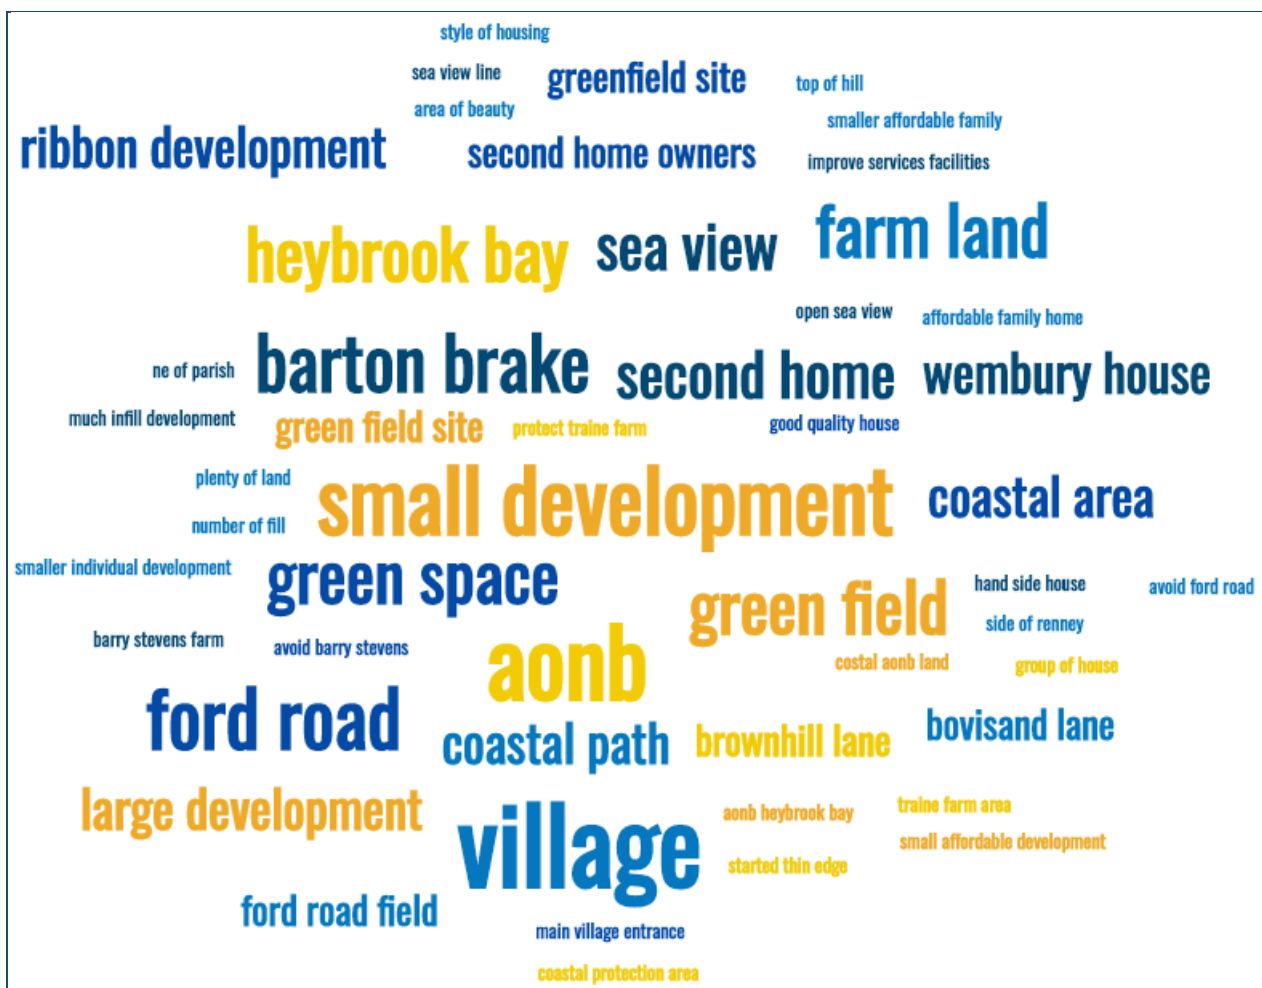 style of housing
sea view line
greenfield site
top of hill
area of beauty
smaller affordable family
ribbon development
second home owners
improve services facilities
heybrook bay
sea view
farm land
open sea view
affordable family home
barton brake
second home
wembury house
ne of parish
much infill development
green field site
protect traine farm
good quality house
plenty of land
small development
coastal area
number of fill
smaller individual development
green space
green field
hand side house
avoid ford road
side of renney
barry stevens farm
avoid barry stevens
aonb
costal aonb land
group of house
ford road
coastal path
brownhill lane
bovisand lane
large development
village
aonb heybrook bay
traine farm area
small affordable development
started thin edge
ford road field
main village entrance
coastal protection area